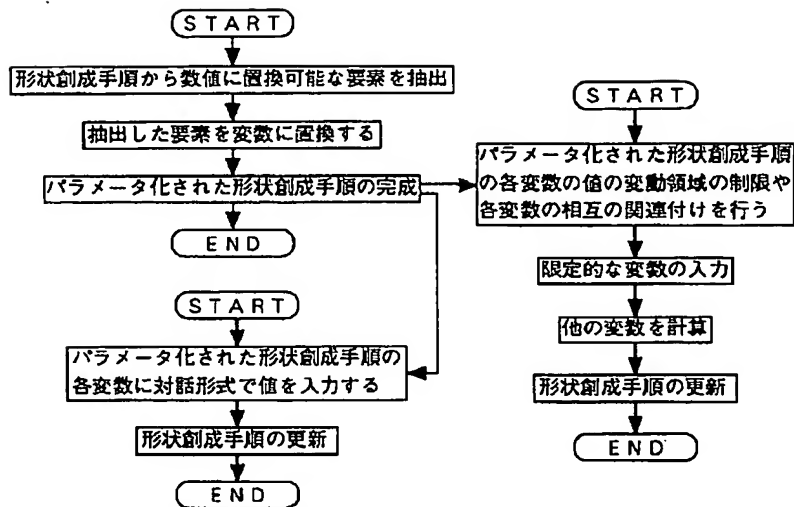 START
形状創成手順から数値に置換可能な要素を抽出
抽出した要素を変数に置換する
パラメータ化された形状創成手順の完成
END
START
パラメータ化された形状創成手順の
各変数に対話形式で値を入力する
形状創成手順の更新
END
START
パラメータ化された形状創成手順
の各変数の値の変動領域の制限や
各変数の相互の関連付けを行う
限定的な変数の入力
他の変数を計算
形状創成手順の更新
END